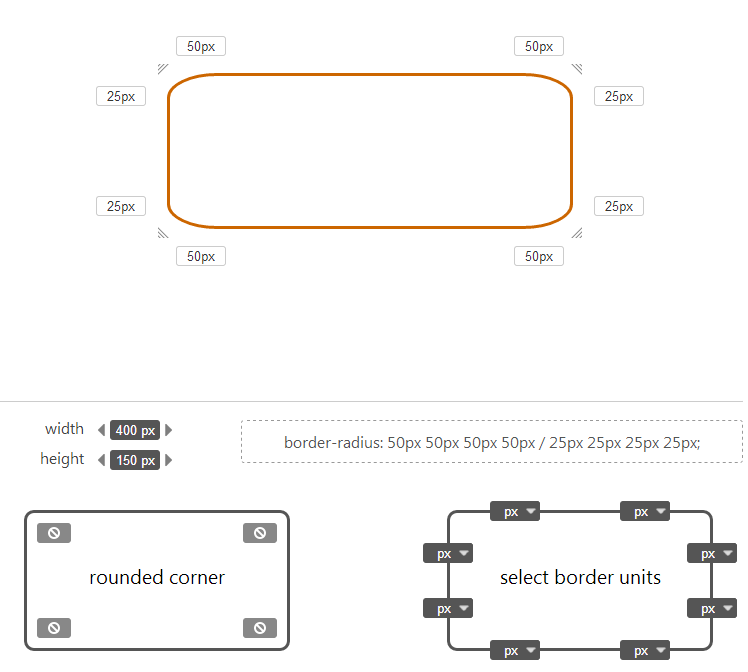 50px 50px
25px 25px
25px 25px
50px 50px
width 400 px
border-radius: 50px 50px 50px 50px / 25px 25px 25px 25px;
height 150 px
px px
px px
rounded corner select border units
px px
px px